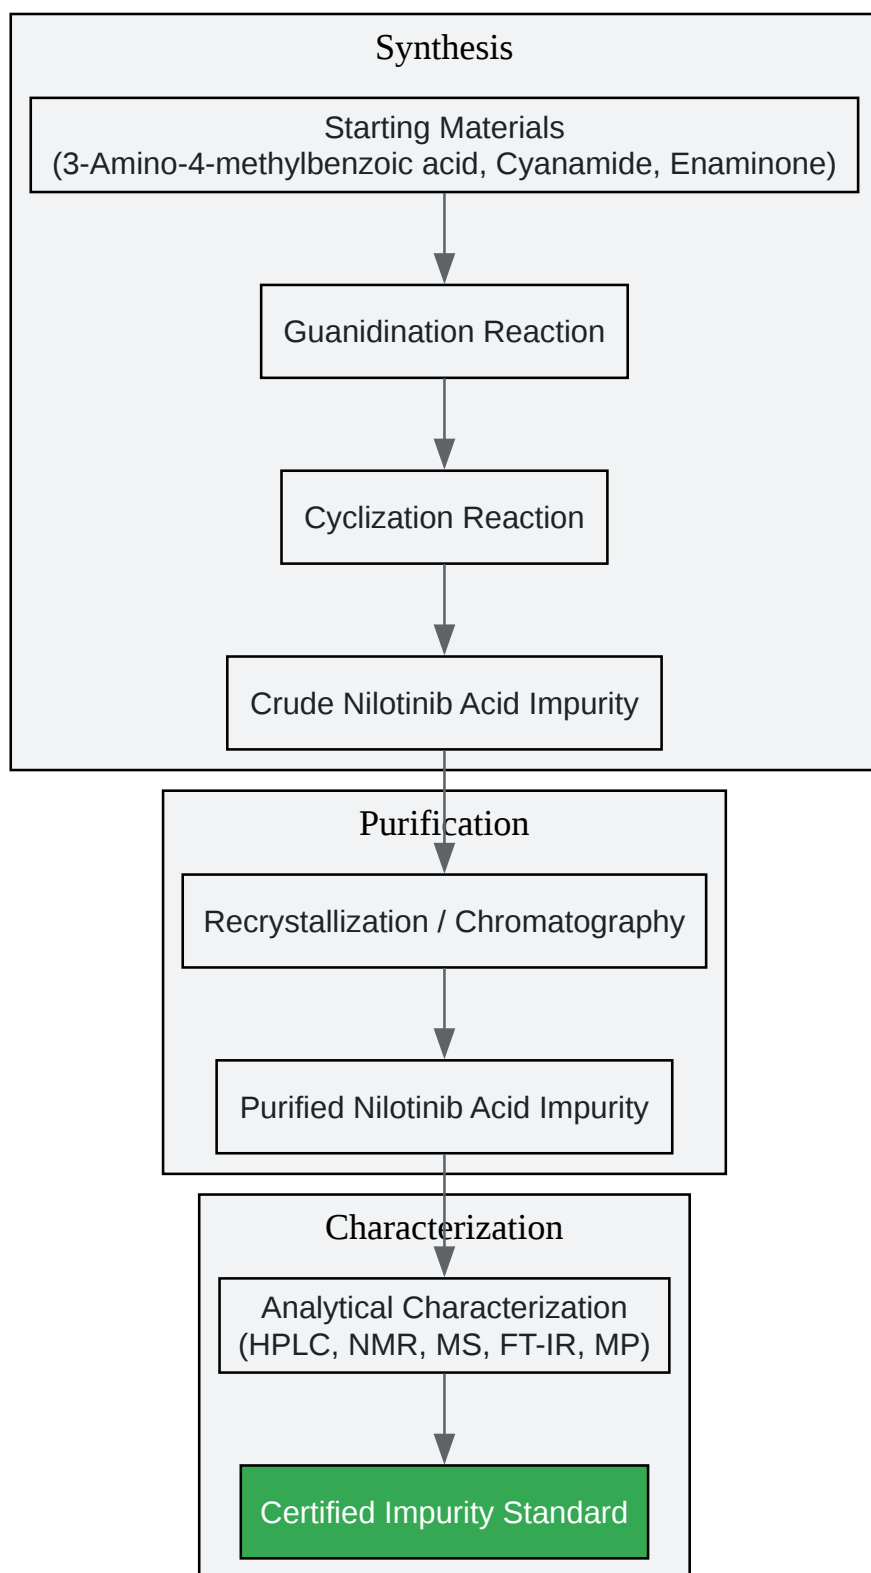 Synthesis
Starting Materials
(3-Amino-4-methylbenzoic acid, Cyanamide, Enaminone)
Guanidination Reaction
Cyclization Reaction
Crude Nilotinib Acid Impurity
Purification
Recrystallization / Chromatography
Purified Nilotinib Acid Impurity
Characterization
Analytical Characterization
(HPLC, NMR, MS, FT-IR, MP)
Certified Impurity Standard